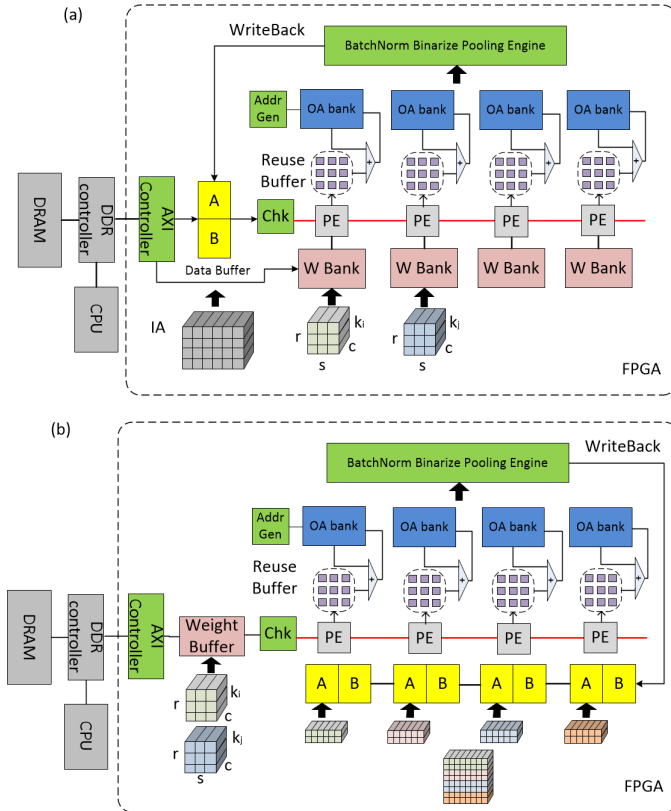 (a)
WriteBack
BatchNorm Binarize Pooling Engine
Addr
Gen
OA bank
OA bank
OA bank
OA bank
+
+
+
+
Reuse
Buffer
DRAM
DDR
controller
CPU
AXI
Controller
A
B
Data Buffer
Chk
PE
PE
PE
PE
W Bank
W Bank
W Bank
W Bank
IA
r
s
ki
c
r
s
kj
c
FPGA
(b)
WriteBack
BatchNorm Binarize Pooling Engine
Addr
Gen
OA bank
OA bank
OA bank
OA bank
+
+
+
+
Reuse
Buffer
DRAM
DDR
controller
CPU
AXI
Controller
Weight
Buffer
Chk
PE
PE
PE
PE
A B
A B
A B
A B
r
ki
c
r
s
kj
c
FPGA